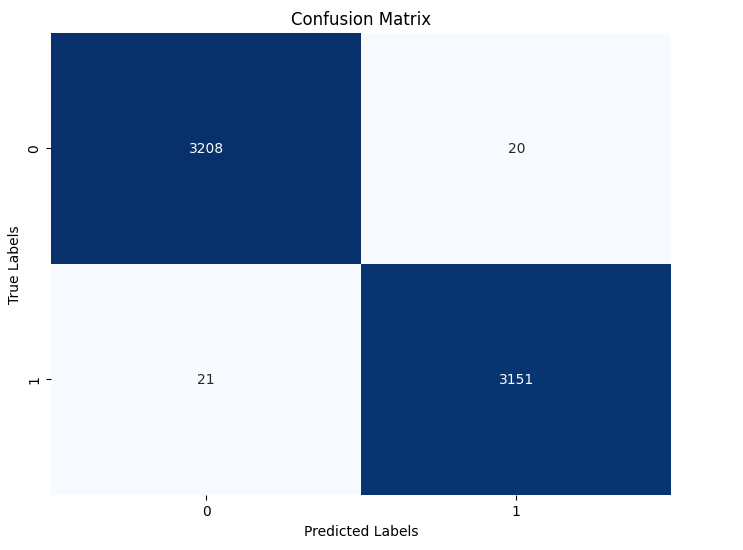 Confusion Matrix
True Labels
0
3208
20
1
21
3151
0
1
Predicted Labels